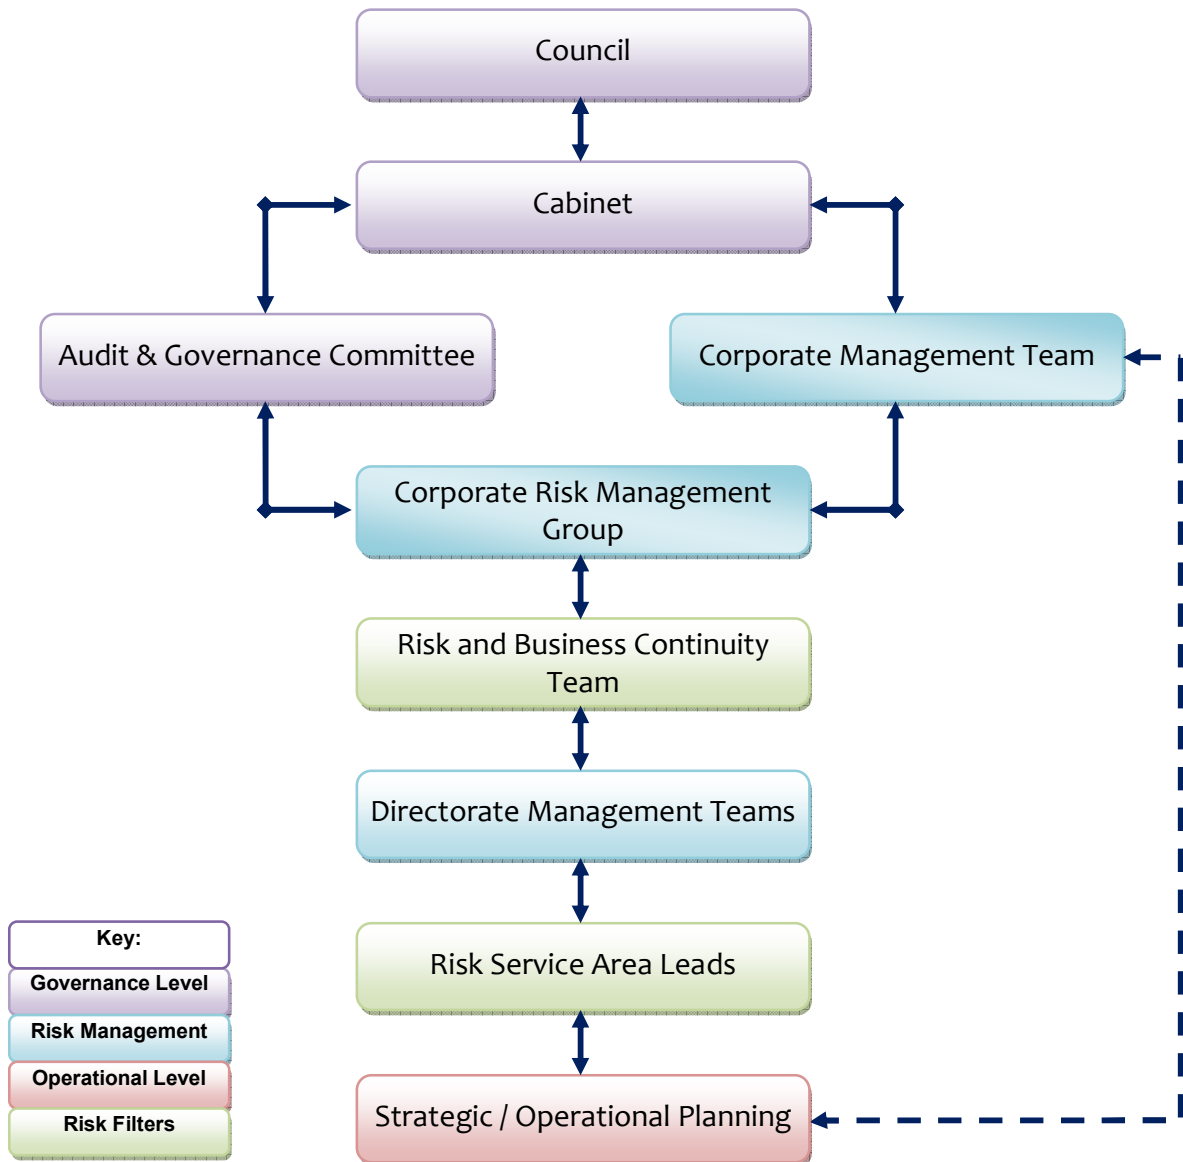 Council
Cabinet
Audit & Governance Committee
Corporate Management Team
Corporate Risk Management
Group
Risk and Business Continuity
Team
Directorate Management Teams
Risk Service Area Leads
Strategic / Operational Planning
Key:
Governance Level
Risk Management
Operational Level
Risk Filters